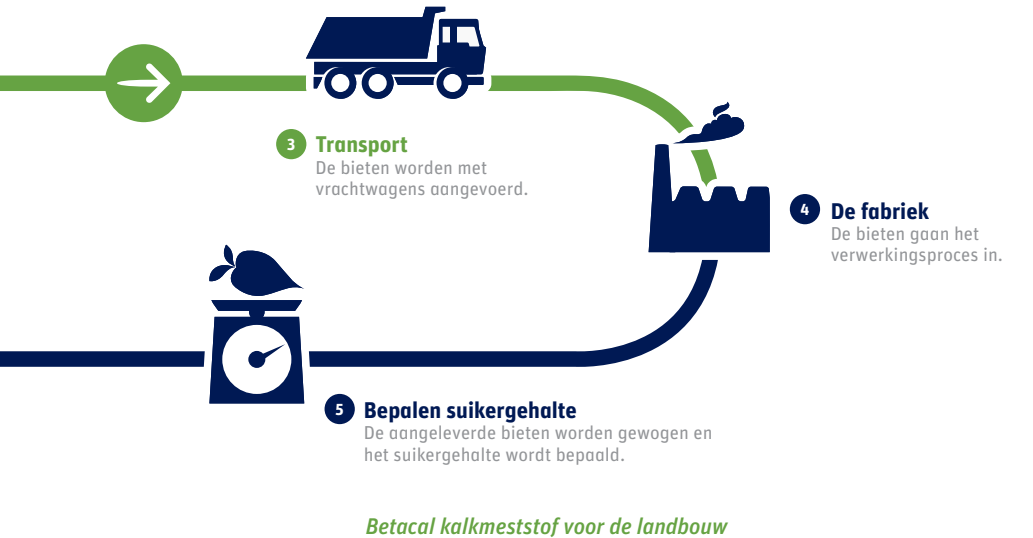 3 Transport
De bieten worden met
vrachtwagens aangevoerd.
4 De fabriek
De bieten gaan het
verwerkingsproces in.
5 Bepalen suikergehalte
De aangeleverde bieten worden gewogen en
het suikergehalte wordt bepaald.
Betacal kalkmeststof voor de landbouw